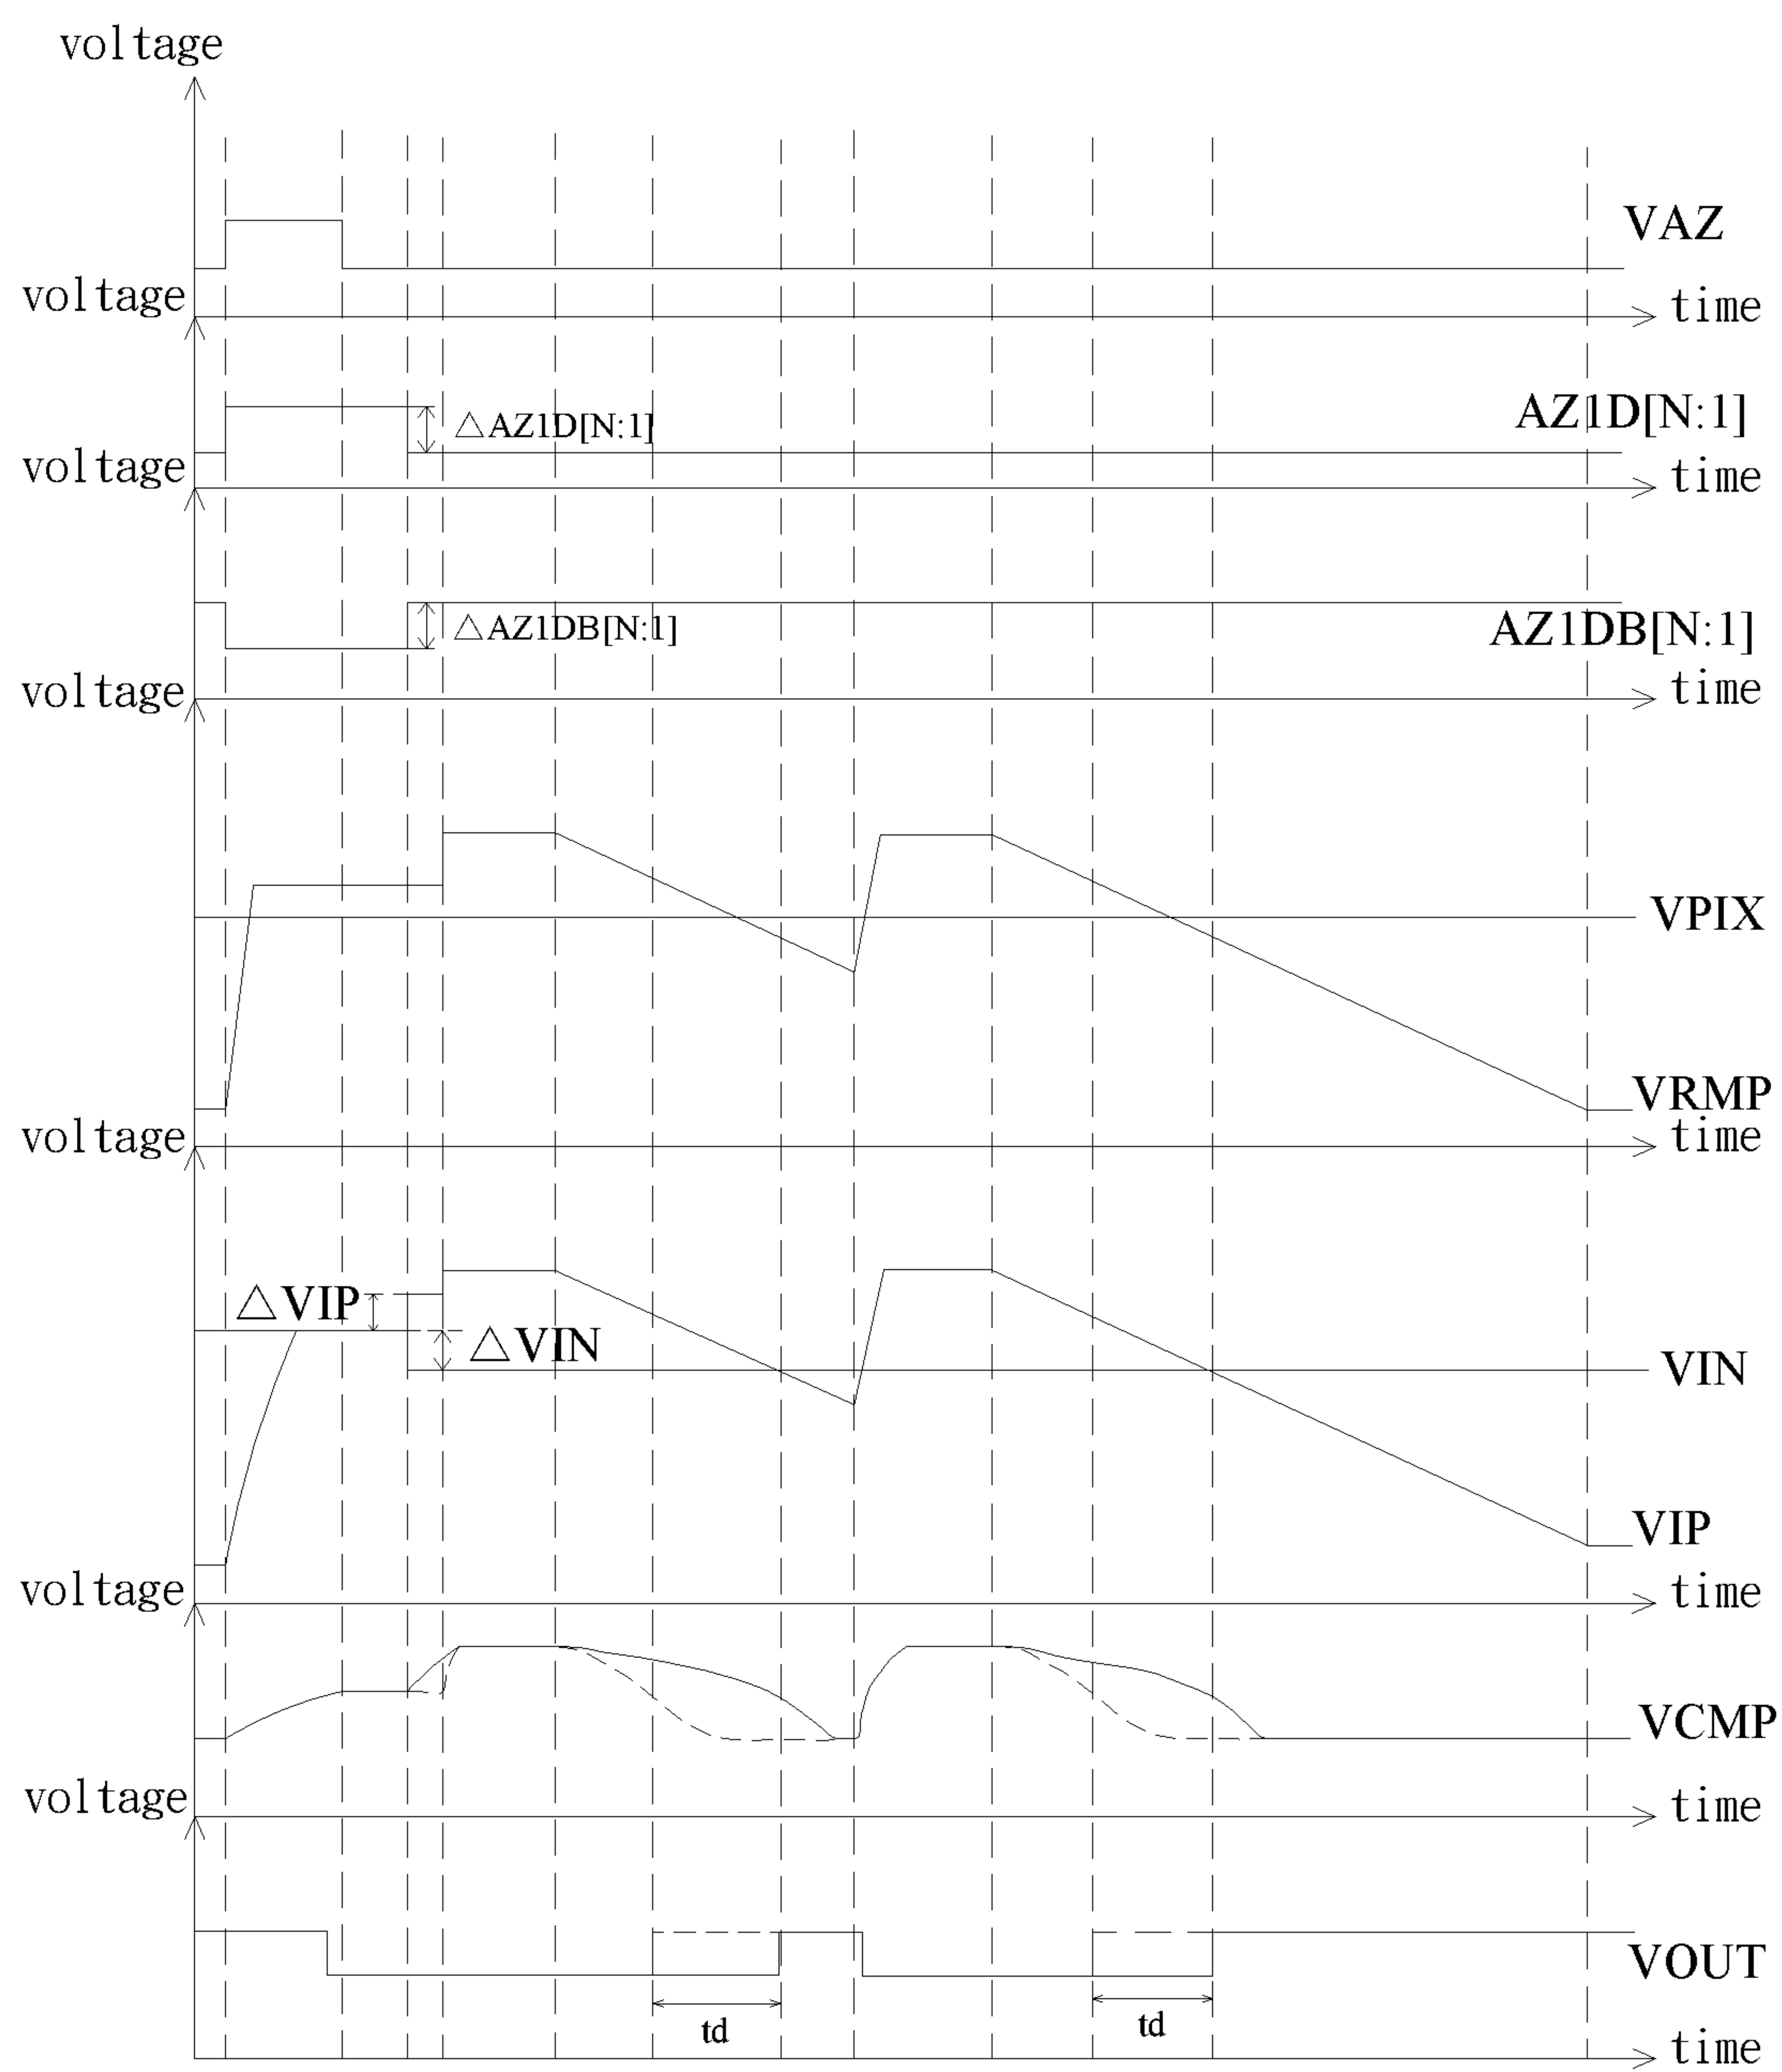 voltage
VAZ
voltage
time
△AZ1D[N:1]
AZ1D[N:1]
voltage
time
△AZ1DB[N:1]
AZ1DB[N:1]
voltage
time
VPIX
VRMP
voltage
time
△VIP
△VIN
VIN
VIP
voltage
time
VCMP
voltage
time
VOUT
td
td
time